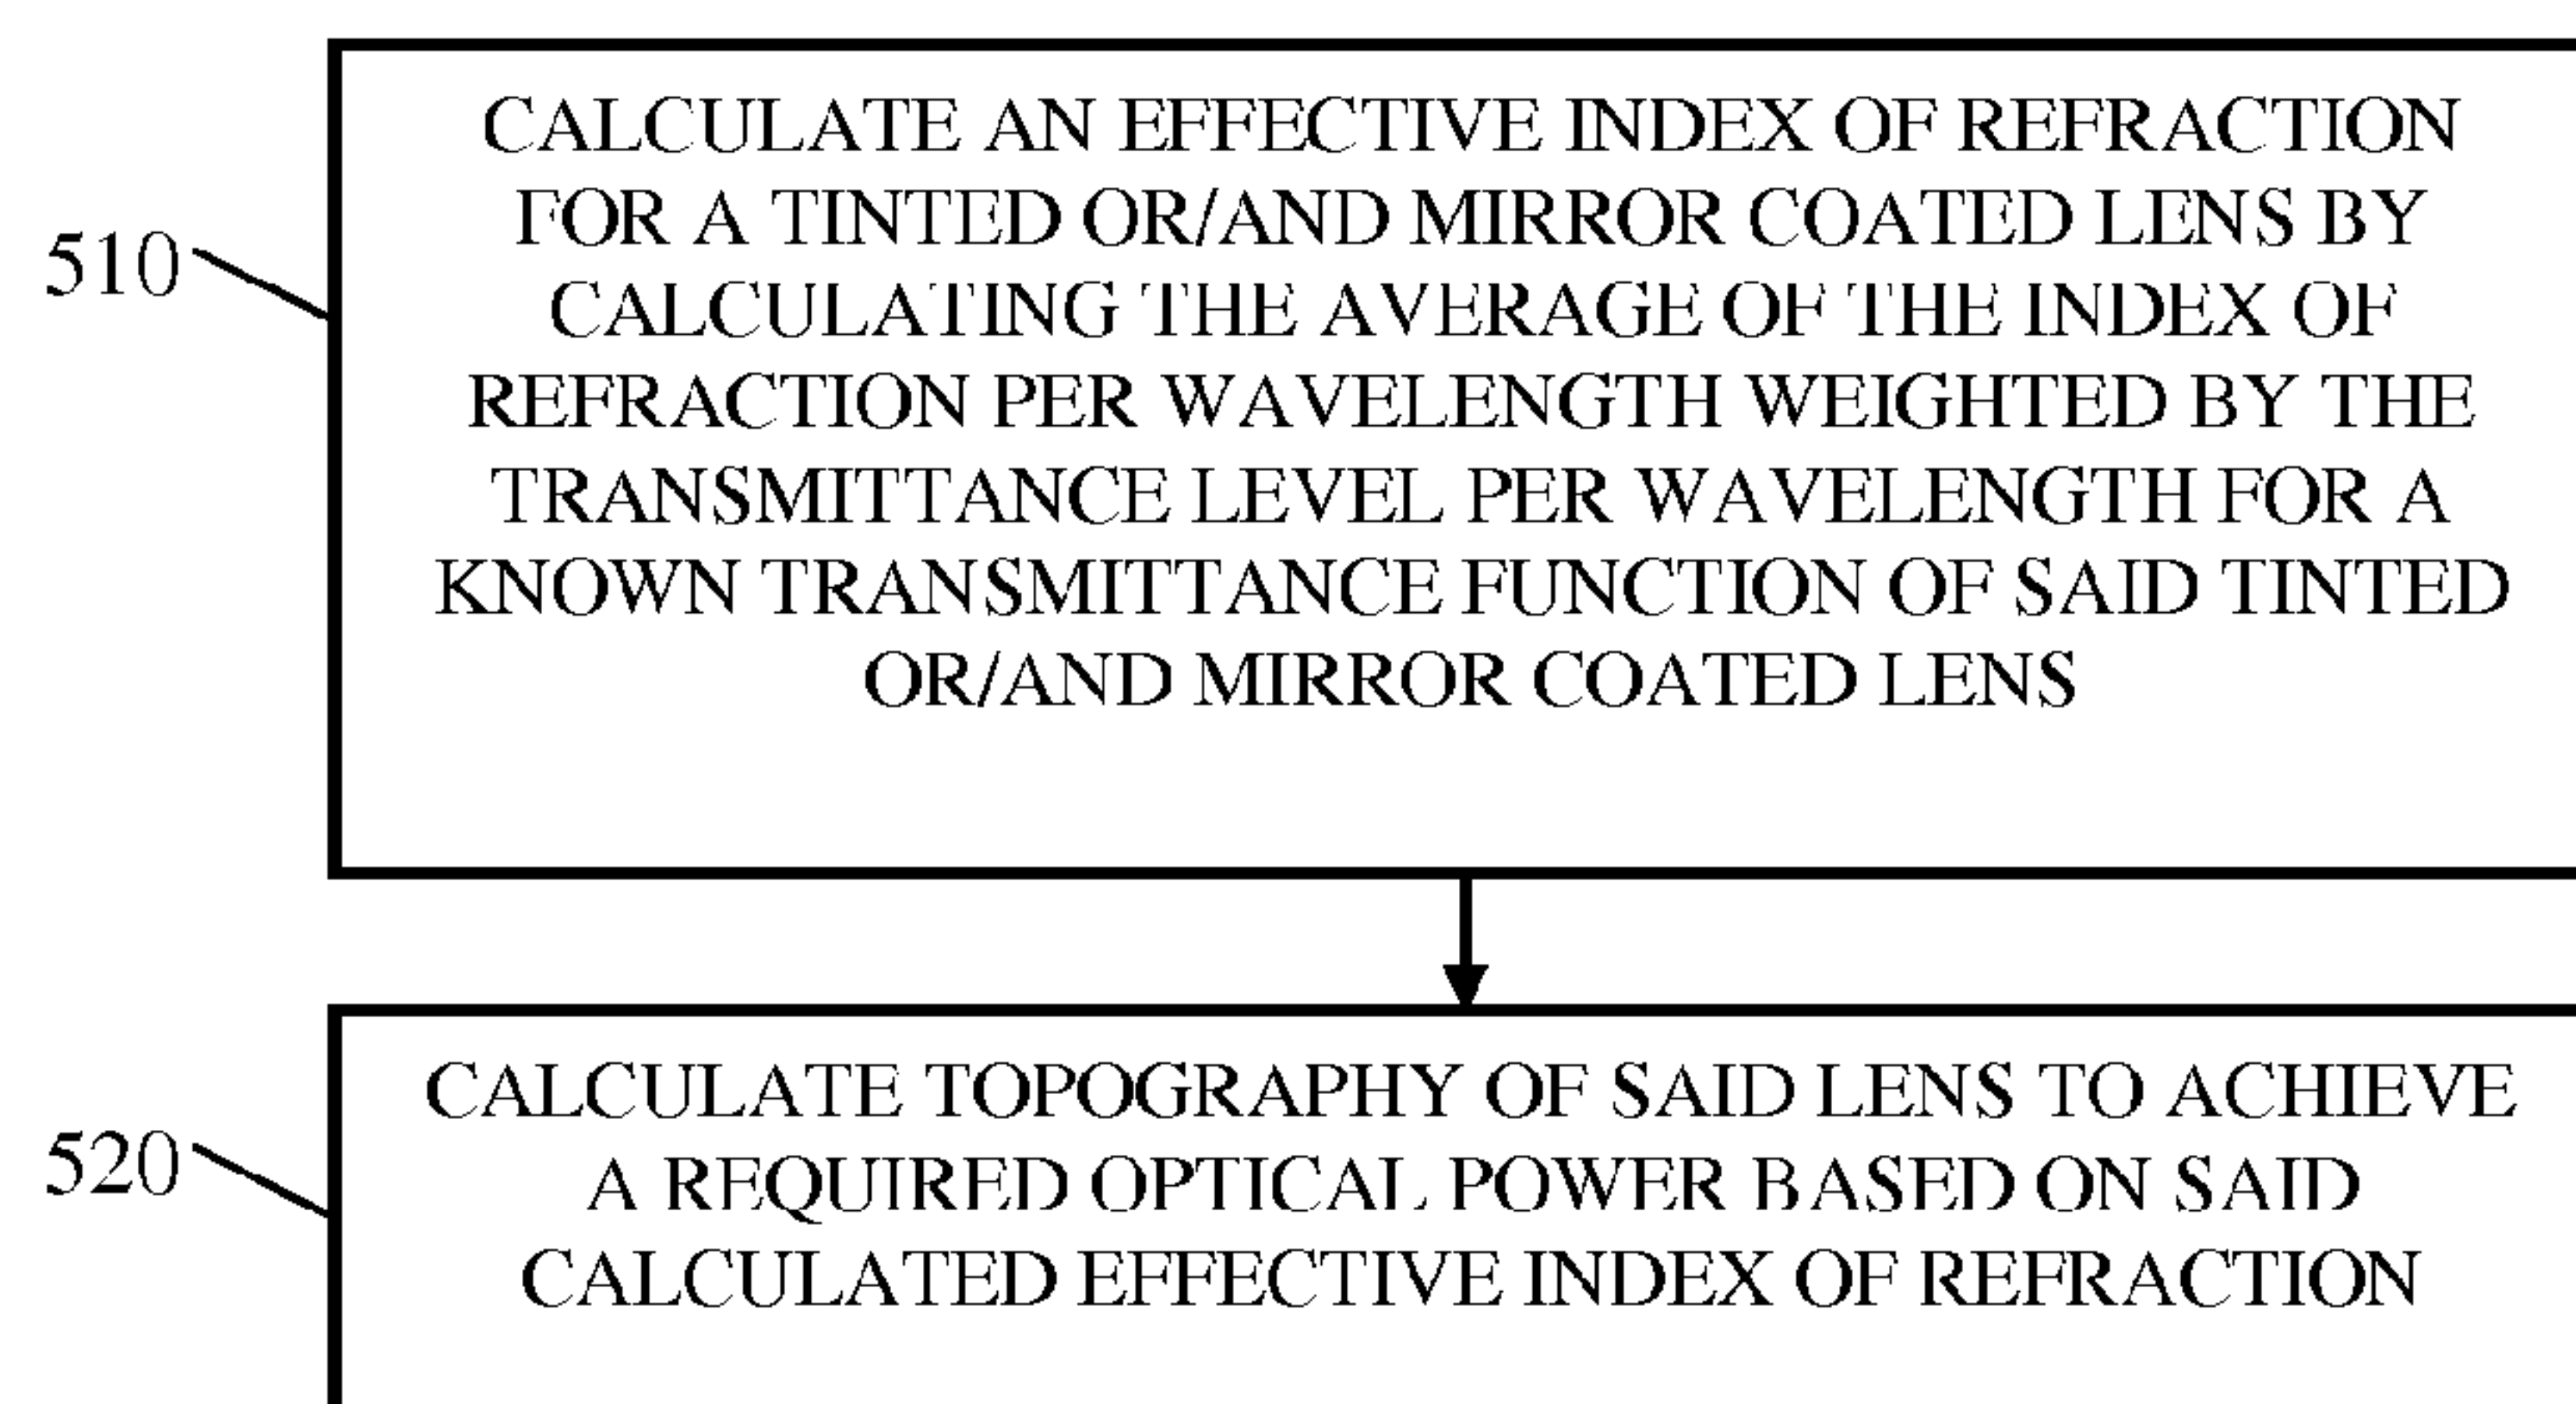 CALCULATE AN EFFECTIVE INDEX OF REFRACTION
FOR A TINTED OR/AND MIRROR COATED LENS BY
CALCULATING THE AVERAGE OF THE INDEX OF
REFRACTION PER WAVELENGTH WEIGHTED BY THE
TRANSMITTANCE LEVEL PER WAVELENGTH FOR A
KNOWN TRANSMITTANCE FUNCTION OF SAID TINTED
OR/AND MIRROR COATED LENS
510
CALCULATE TOPOGRAPHY OF SAID LENS TO ACHIEVE
A REQUIRED OPTICAL POWER BASED ON SAID
CALCULATED EFFECTIVE INDEX OF REFRACTION
520